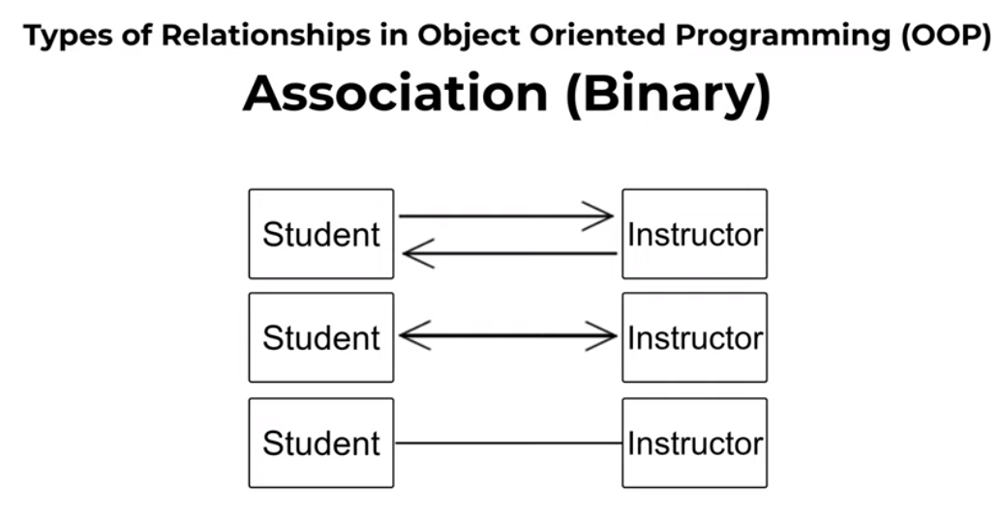 Types of Relationships in Object Oriented Programming (OOP)
Association (Binary)
Student Instructor
Student Instructor
Student Instructor